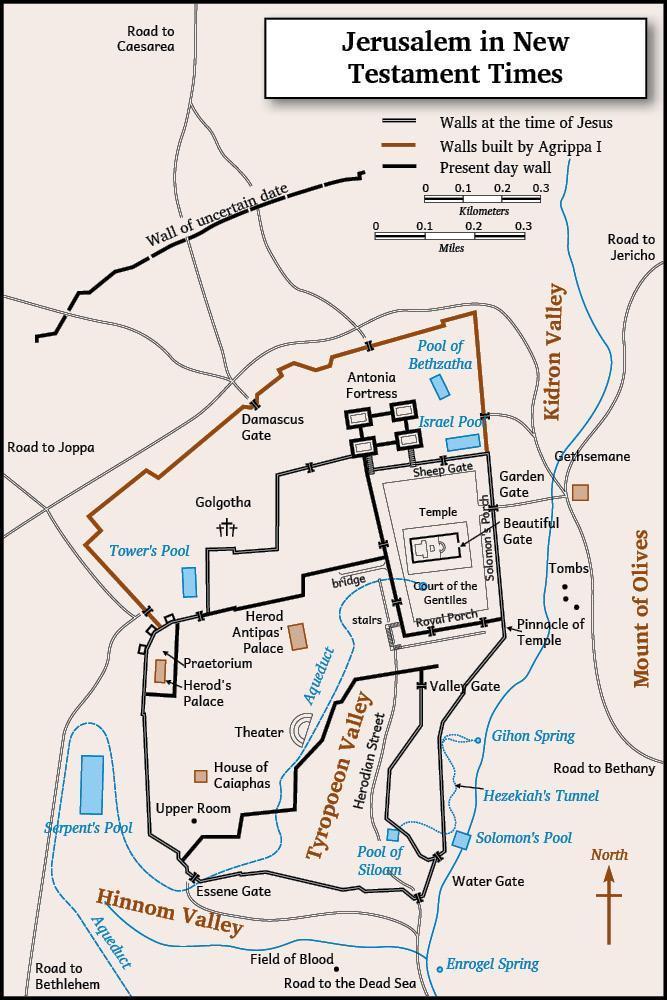 Road to
Caesarea
Jerusalem in New
Testament Times
Walls at the time of Jesus
Walls built by Agrippa I
Present day wall
0 0.1 0.2 0.3
Kilometers
0 0.1 0.2 0.3
Miles
Wall of uncertain date
Road to
Jericho
Kidron Valley
Pool of
Bethzatha
Antonia
Fortress
Israel Poo
Damascus
Gate
Road to Joppa
Sheep Gate
Gethsemane
Garden
Gate
Golgotha
Temple
Solomon's Porch
Beautiful
Gate
Tower's Pool
Mount of Olives
Tombs
bridge
Court of the
Gentiles
Herod
Antipas'
Palace
stairs
Royal Porch
Pinnacle of
Temple
Praetorium
Aqueduct
Herod's
Palace
Valley Gate
Theater
Tyropoeon Valley
Herodian Street
Gihon Spring
House of
Caiaphas
Road to Bethany
Hezekiah's Tunnel
Upper Room
Serpent's Pool
Pool of
Siloam
Solomon's Pool
North
Essene Gate
Water Gate
Hinnom Valley
Aqueduct
Field of Blood
Enrogel Spring
Road to
Bethlehem
Road to the Dead Sea